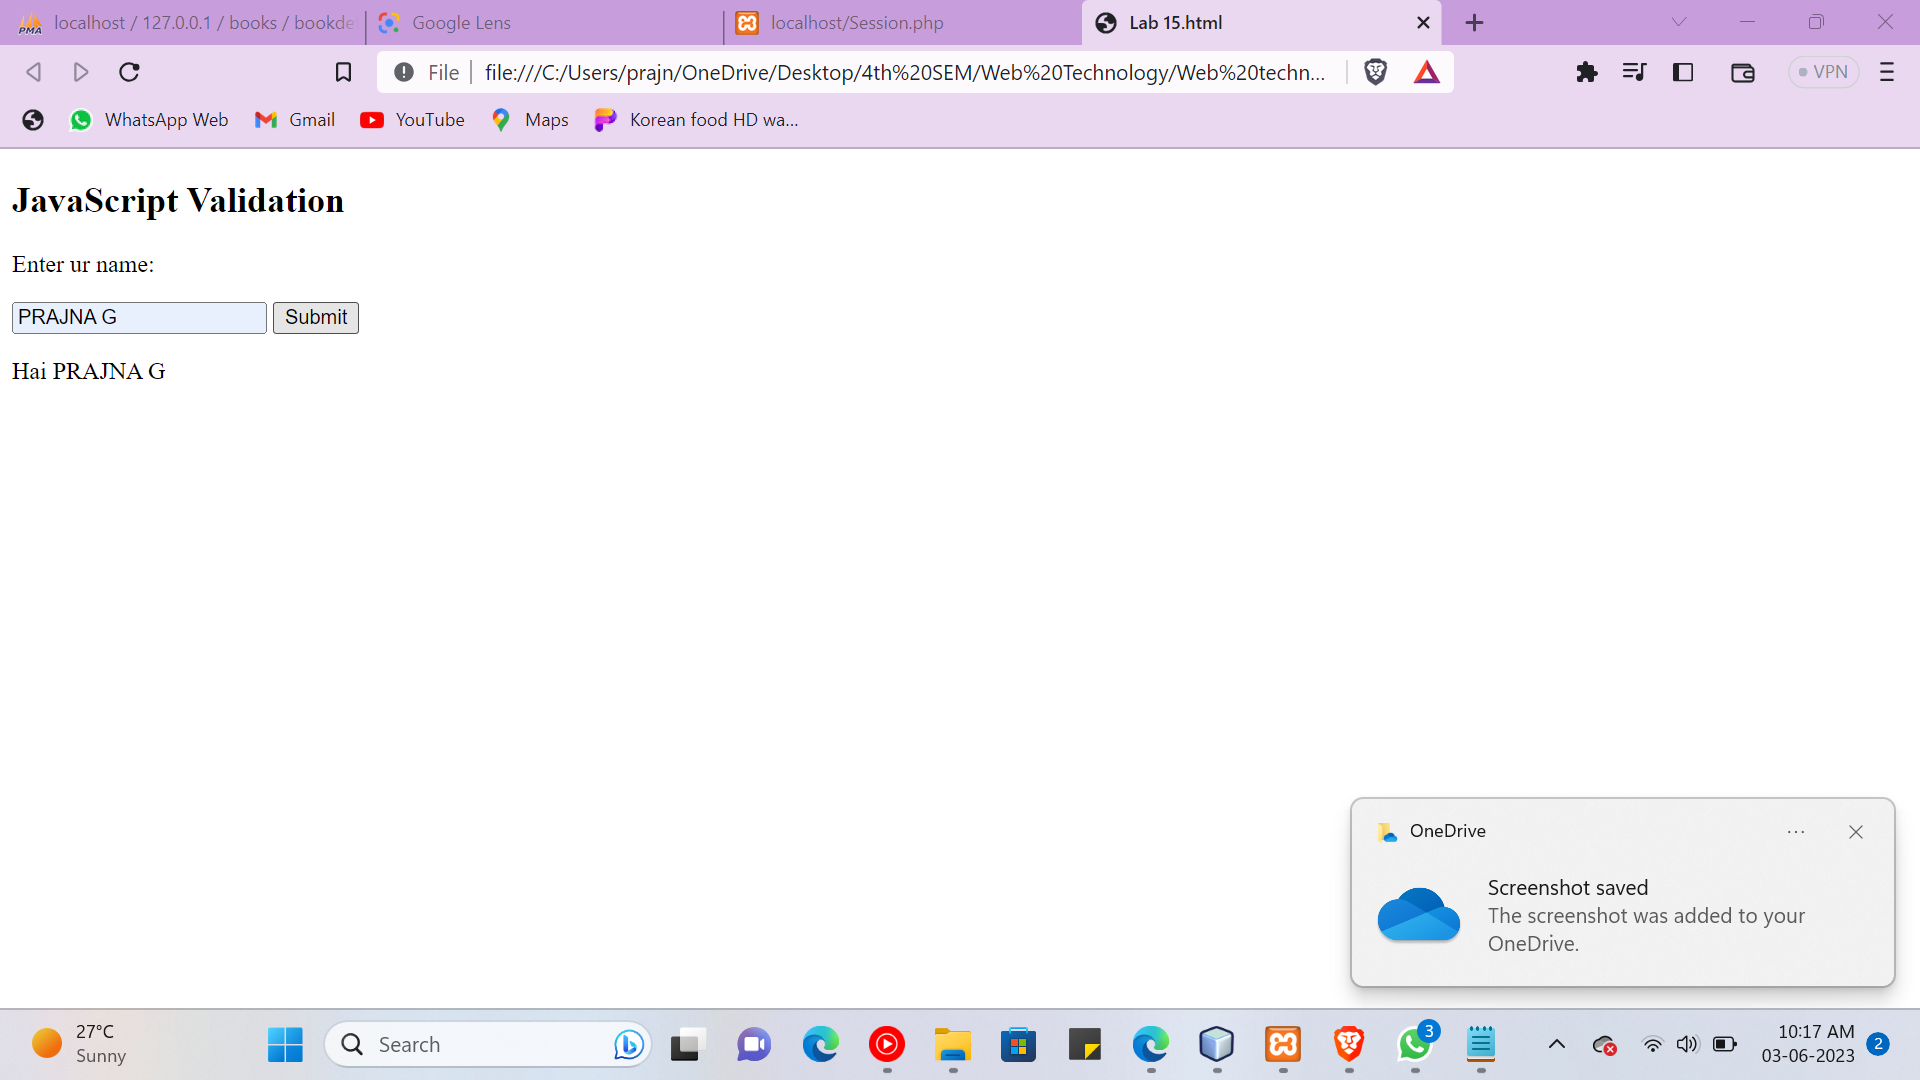 PMA localhost / 127.0.0.1 / books / bookde
Google Lens
localhost/Session.php
Lab 15.html
File
file:///C:/Users/prajn/OneDrive/Desktop/4th%20SEM/Web%20Technology/Web%20techn...
VPN
WhatsApp Web
Gmail
YouTube
Maps
Korean food HD wa...
JavaScript Validation
Enter ur name:
PRAJNA G
Submit
Hai PRAJNA G
OneDrive
Screenshot saved
The screenshot was added to your
OneDrive.
27°C
Sunny
Search
3
10:17 AM
03-06-2023
2